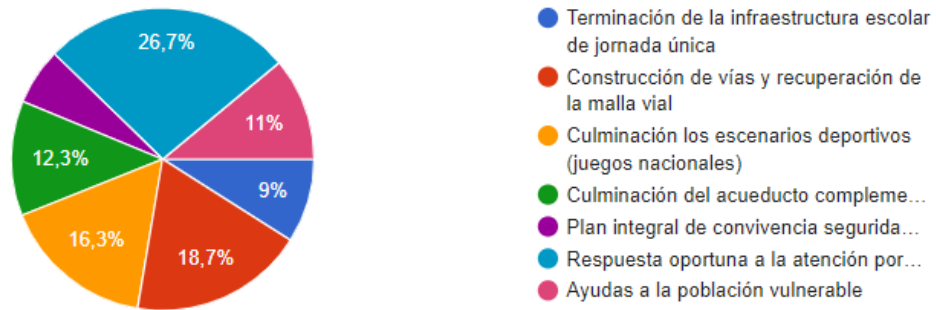 26,7%
11%
9%
18,7%
16,3%
12,3%
Terminación de la infraestructura escolar
de jornada única
Construcción de vías y recuperación de
la malla vial
Culminación los escenarios deportivos
(juegos nacionales)
Culminación del acueducto compleme…
Plan integral de convivencia segurida…
Respuesta oportuna a la atención por…
Ayudas a la población vulnerable